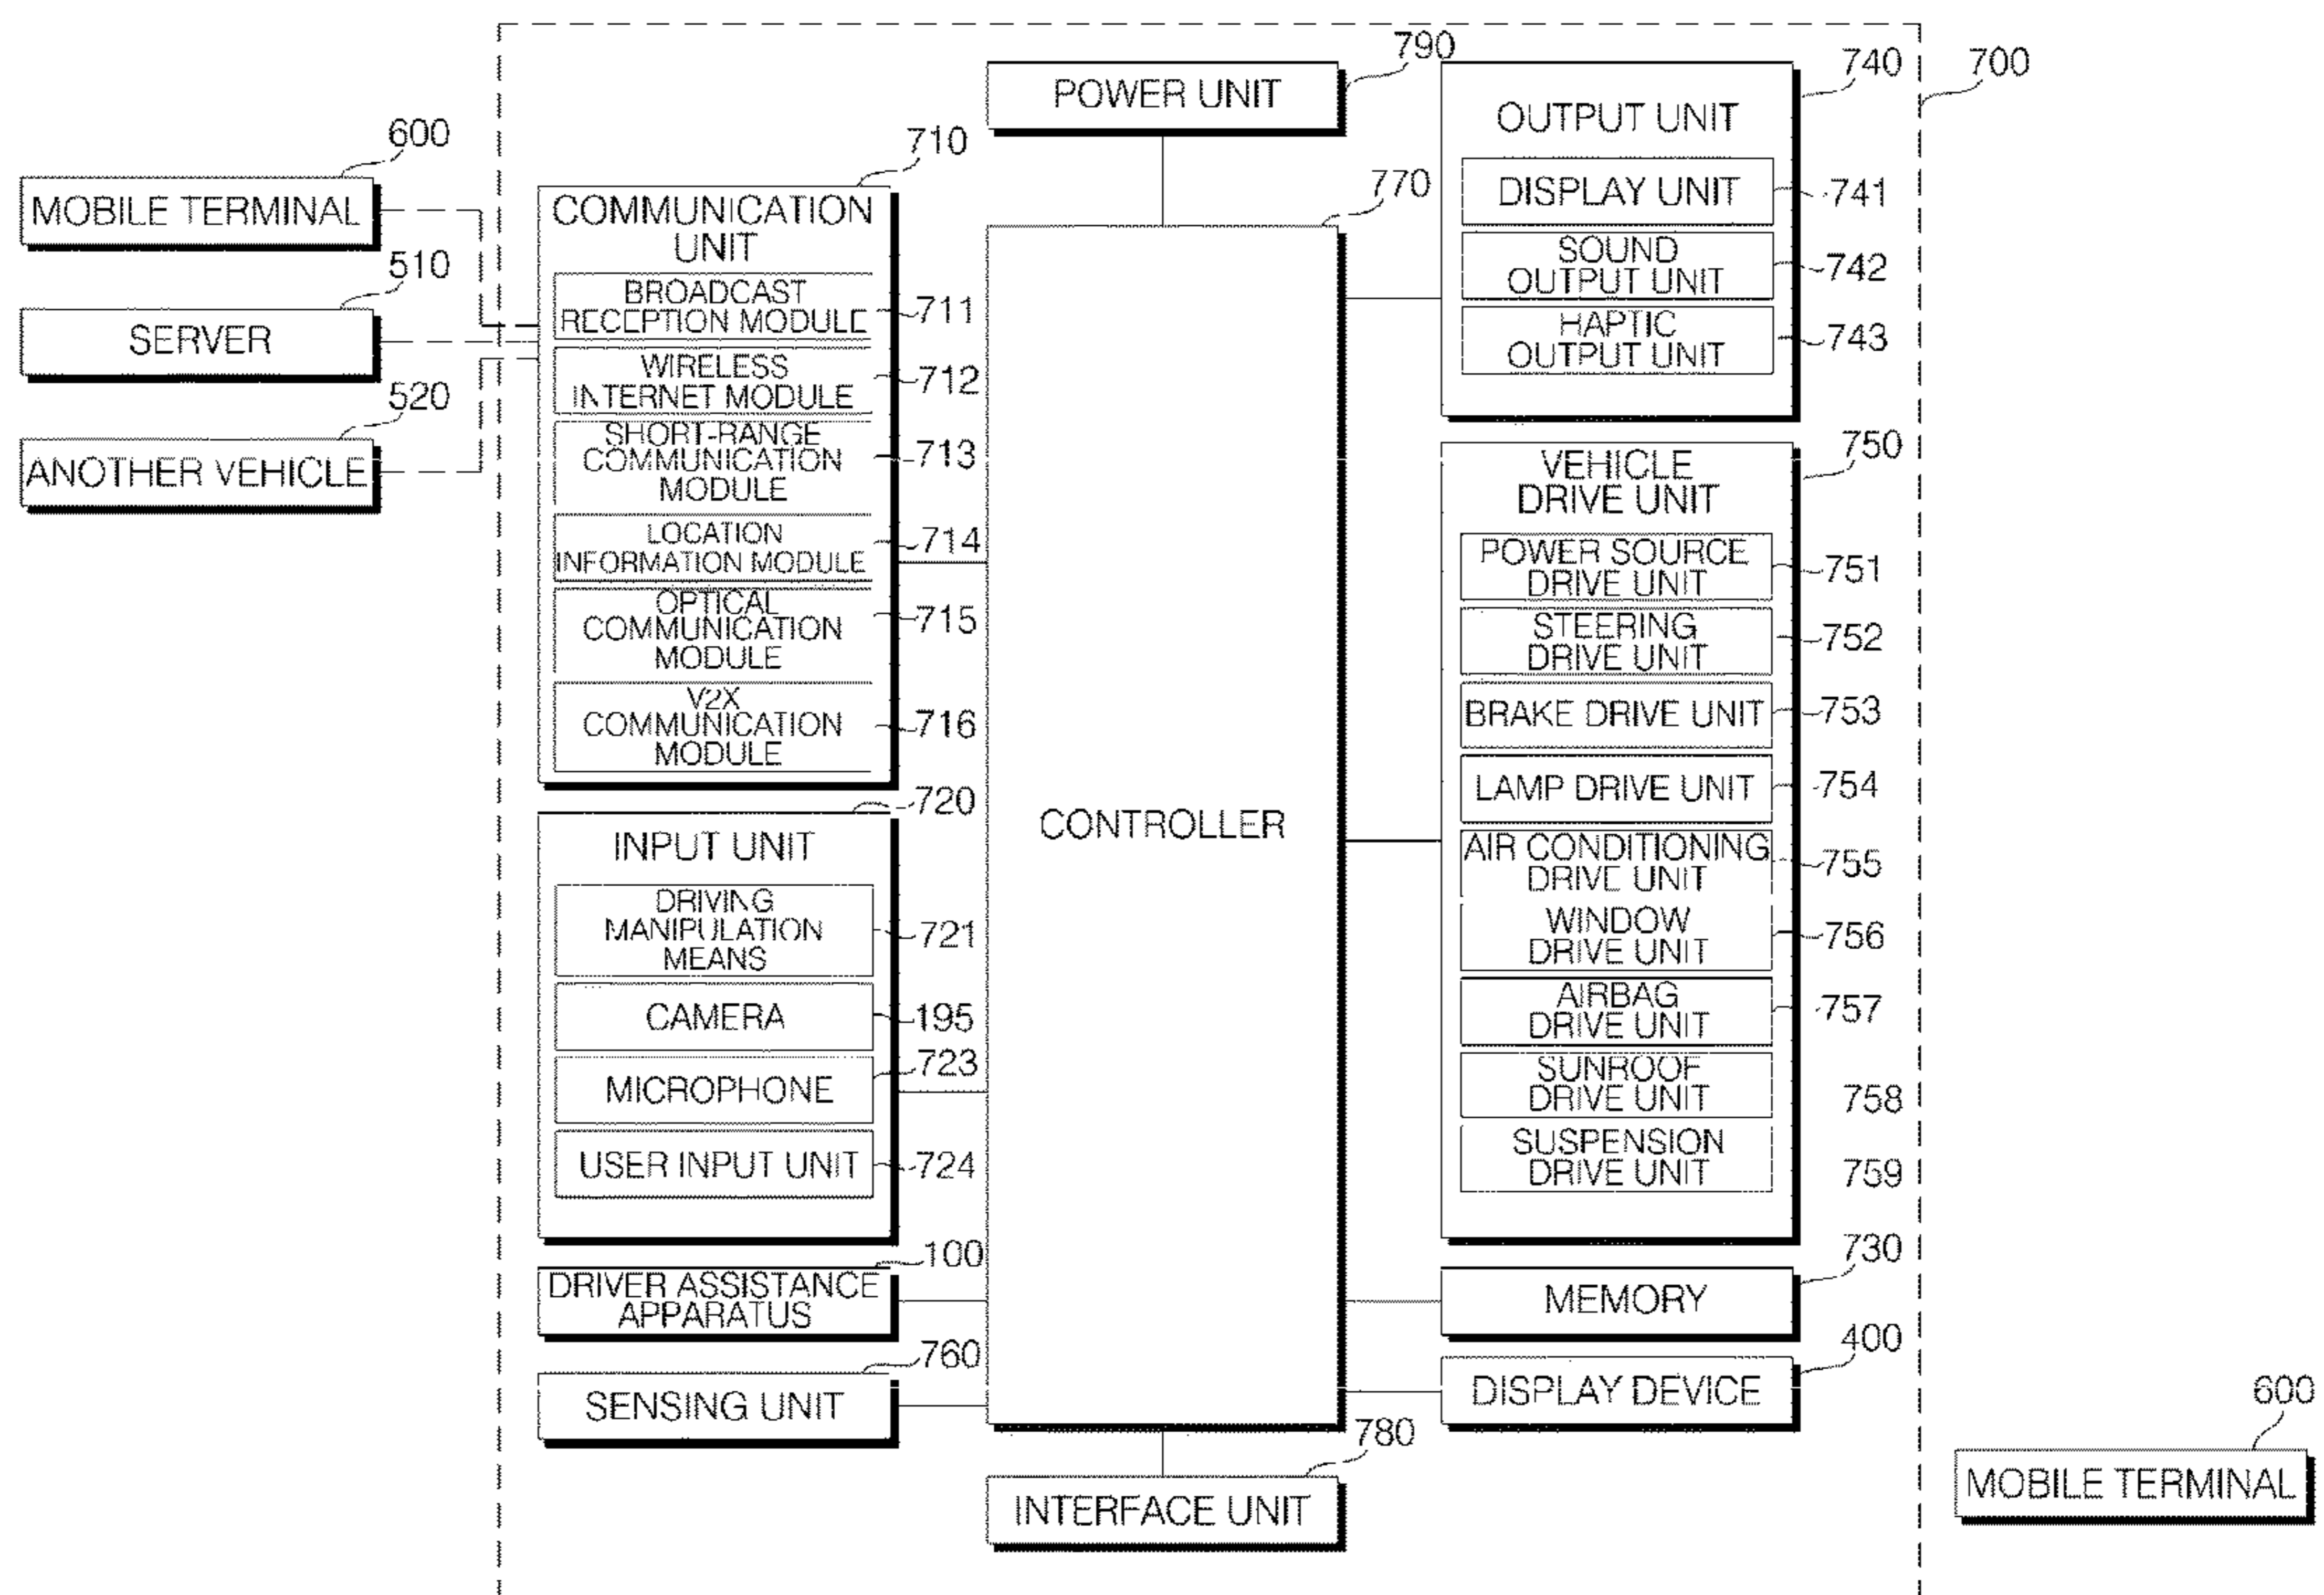 600
MOBILE TERMINAL
510
SERVER
520
ANOTHER VEHICLE
700
710
COMMUNICATION
UNIT
BROADCAST
RECEPTION MODULE
711
WIRELESS
INTERNET MODULE
712
SHORT-RANGE
COMMUNICATION
MODULE
713
LOCATION
INFORMATION MODULE
714
OPTICAL
COMMUNICATION
MODULE
715
V2X
COMMUNICATION
MODULE
716
720
INPUT UNIT
DRIVING
MANIPULATION
MEANS
721
CAMERA
195
MICROPHONE
723
USER INPUT UNIT
724
100
DRIVER ASSISTANCE
APPARATUS
760
SENSING UNIT
790
POWER UNIT
770
CONTROLLER
780
INTERFACE UNIT
740
OUTPUT UNIT
DISPLAY UNIT
741
SOUND
OUTPUT UNIT
742
HAPTIC
OUTPUT UNIT
743
750
VEHICLE
DRIVE UNIT
POWER SOURCE
DRIVE UNIT
751
STEERING
DRIVE UNIT
752
BRAKE DRIVE UNIT
753
LAMP DRIVE UNIT
754
AIR CONDITIONING
DRIVE UNIT
755
WINDOW
DRIVE UNIT
756
AIRBAG
DRIVE UNIT
757
SUNROOF
DRIVE UNIT
758
SUSPENSION
DRIVE UNIT
759
730
MEMORY
400
DISPLAY DEVICE
600
MOBILE TERMINAL